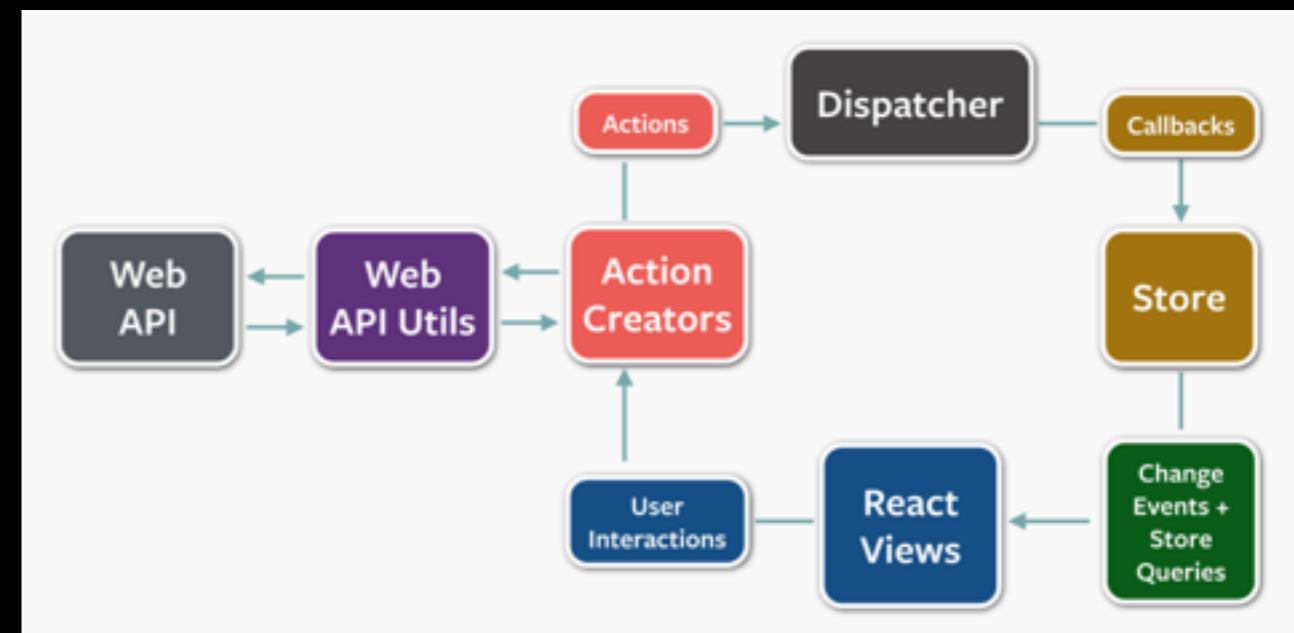 Actions
Dispatcher
Callbacks
Web
API
Web
API Utils
Action
Creators
Store
User
Interactions
React
Views
Change
Events +
Store
Queries